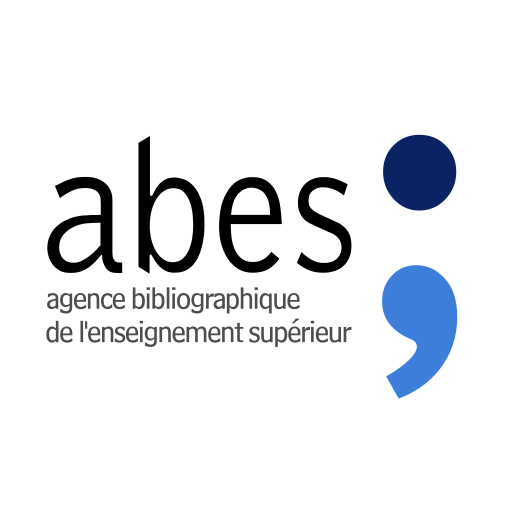 abes;
agence bibliographique
de l'enseignement supérieur